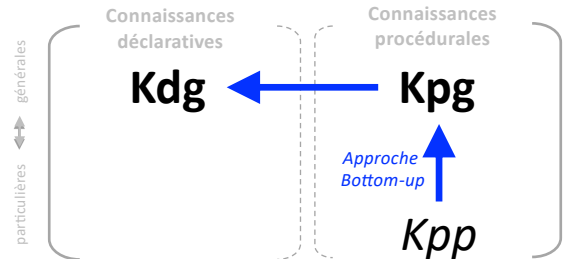 Connaissances
déclaratives
Connaissances
procédurales
générales
particulières
Kdg
Kpg
Approche
Bottom-up
Kpp